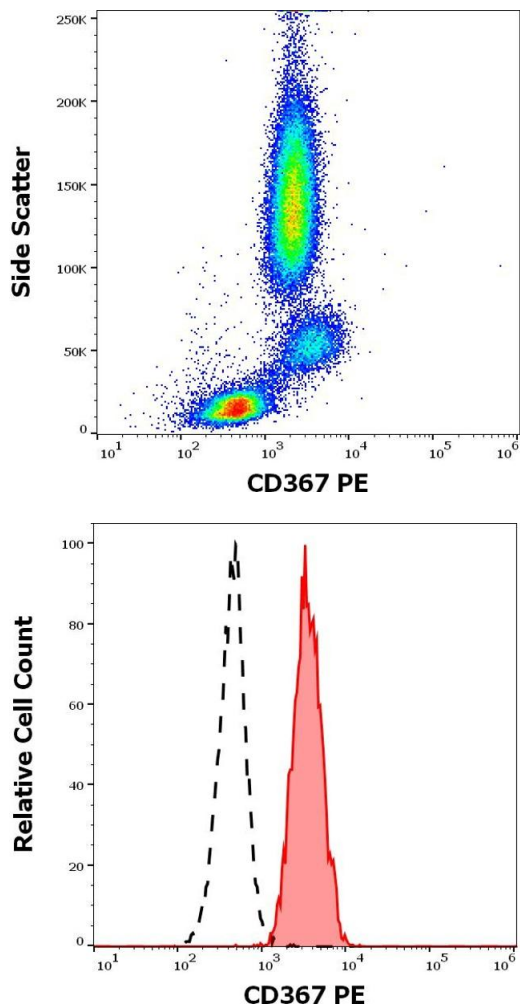 250K
200K
150K
100K
50K
0
Side Scatter
10¹ 10² 10³ 10⁴ 10⁵ 10⁶
CD367 PE
100
80
60
40
20
0
Relative Cell Count
10¹ 10² 10³ 10⁴ 10⁵ 10⁶
CD367 PE